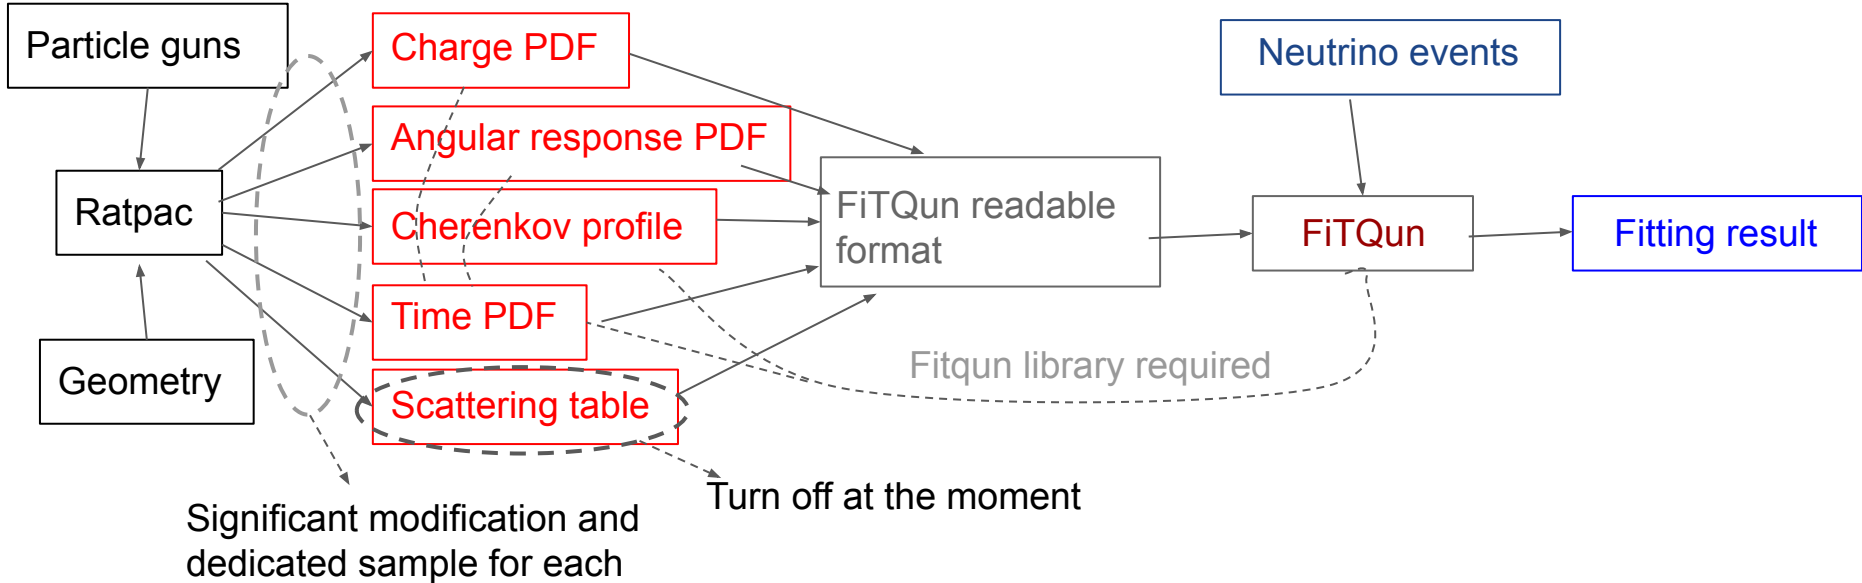 Particle guns
Charge PDF
Neutrino events
Angular response PDF
Ratpac
Cherenkov profile
FiTQun readable
format
FiTQun
Fitting result
Time PDF
Geometry
Fitqun library required
Scattering table
Turn off at the moment
Significant modification and
dedicated sample for each